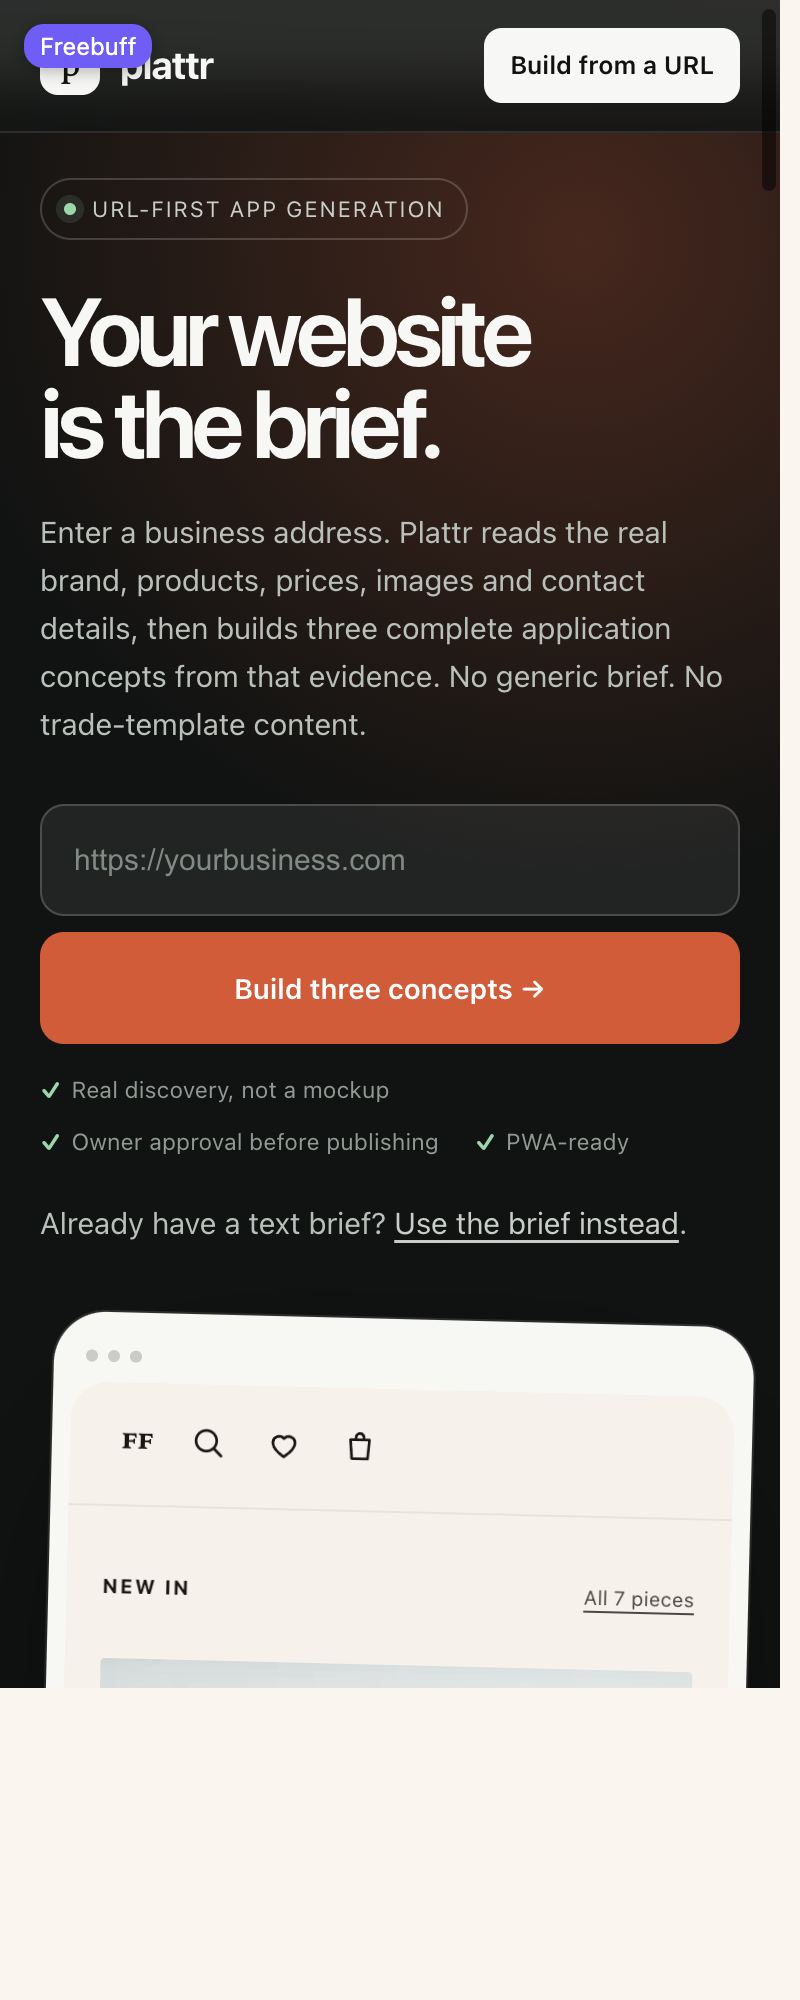 Freebuff
p plattr
Build from a URL
URL-FIRST APP GENERATION
Your website
is the brief.
Enter a business address. Plattr reads the real
brand, products, prices, images and contact
details, then builds three complete application
concepts from that evidence. No generic brief. No
trade-template content.
https://yourbusiness.com
Build three concepts →
Real discovery, not a mockup
Owner approval before publishing
PWA-ready
Already have a text brief? Use the brief instead.
FF
NEW IN
All 7 pieces